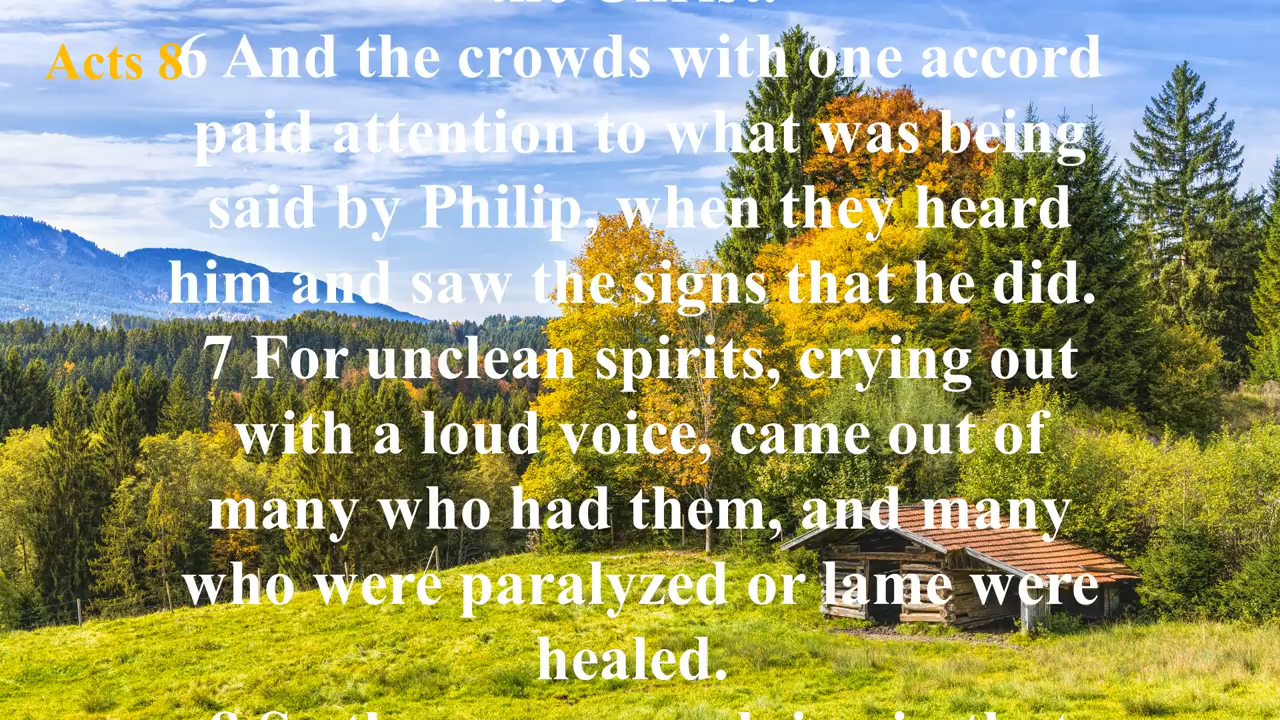 the Christ.
Acts 8
6 And the crowds with one accord
paid attention to what was being
said by Philip, when they heard
him and saw the signs that he did.
7 For unclean spirits, crying out
with a loud voice, came out of
many who had them, and many
who were paralyzed or lame were
healed.